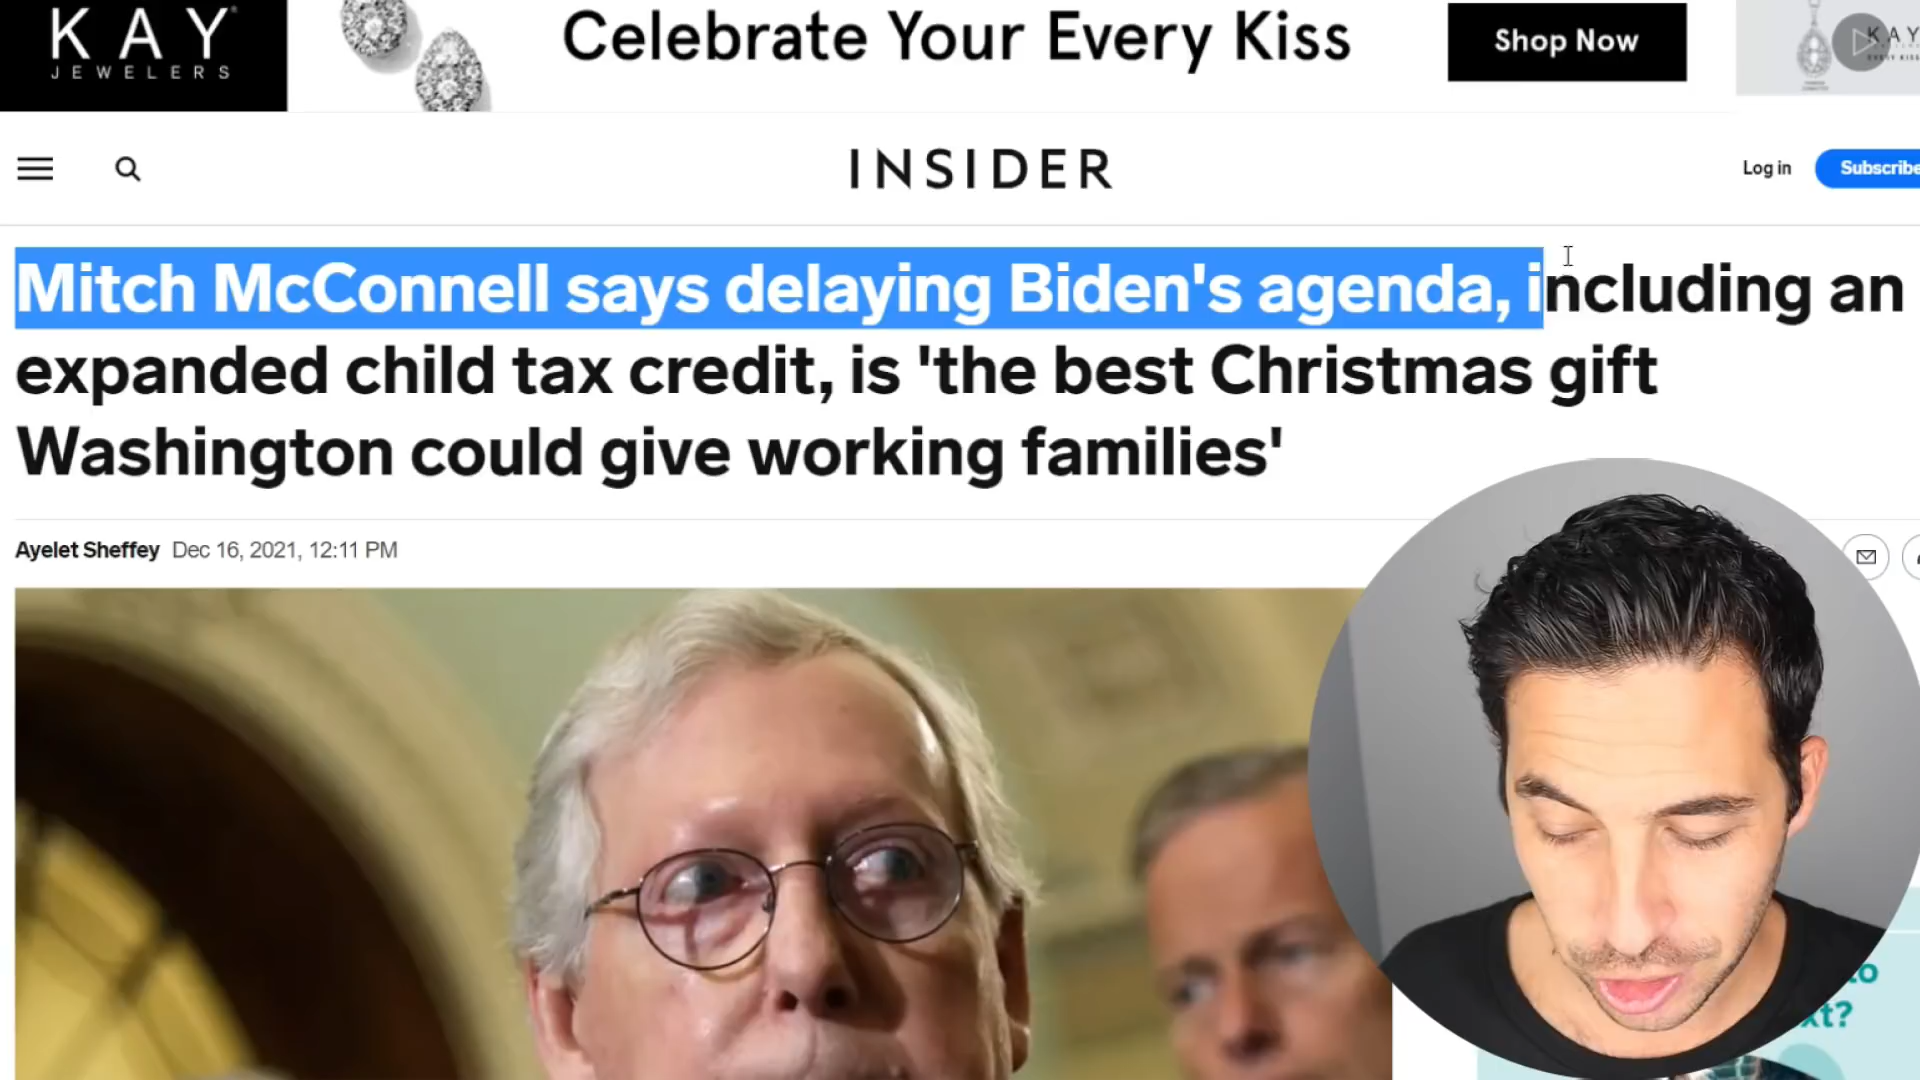 KAY
JEWELERS
Celebrate Your Every Kiss
Shop Now
KAY
INSIDER
Log in
Subscribe
Mitch McConnell says delaying Biden's agenda, including an
expanded child tax credit, is 'the best Christmas gift
Washington could give working families'
Ayelet Sheffey Dec 16, 2021, 12:11 PM